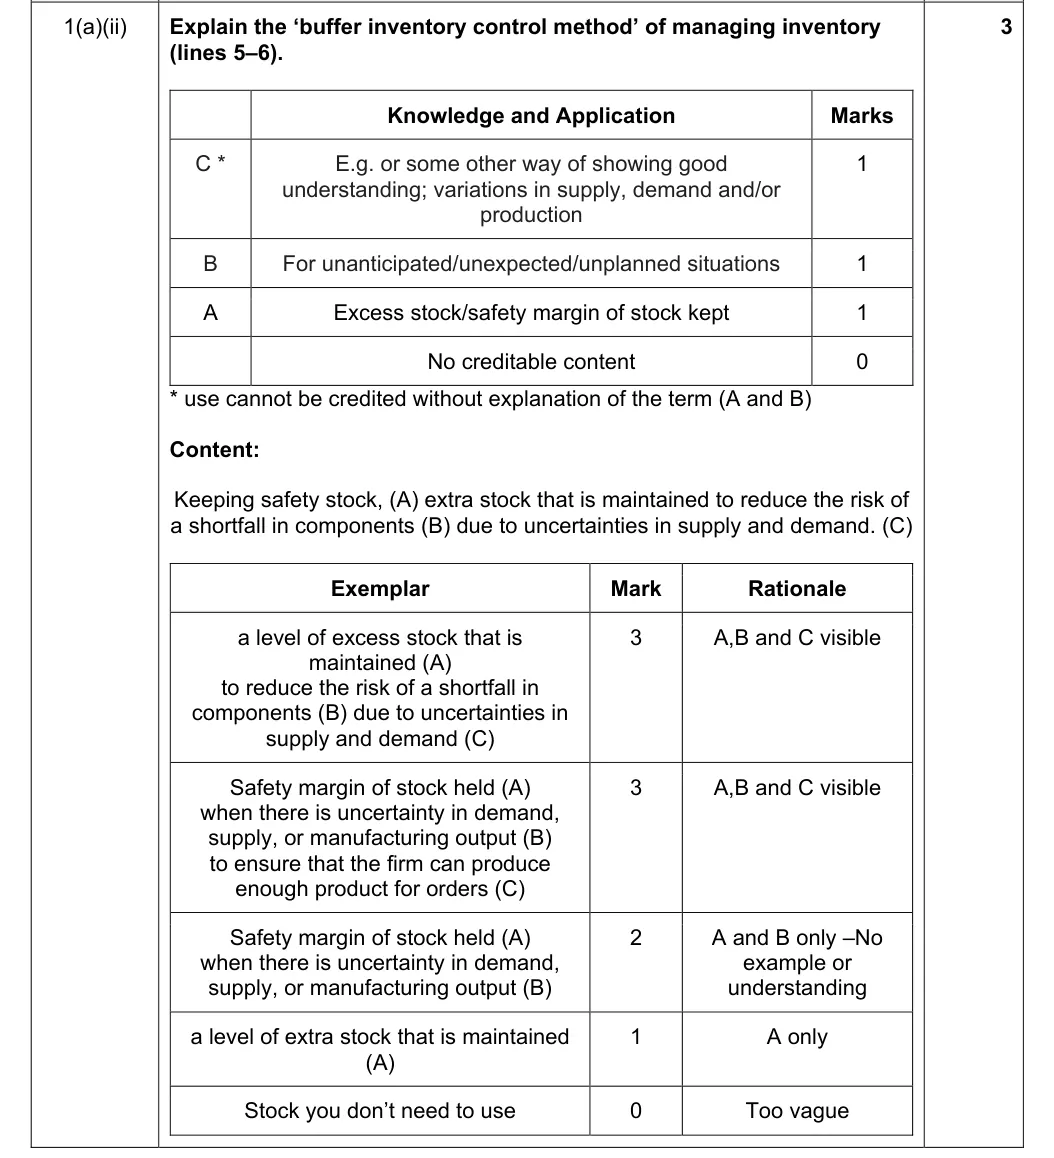 1(a)(ii)
Explain the ‘buffer inventory control method’ of managing inventory
(lines 5–6).
3
Knowledge and Application
Marks
C *
E.g. or some other way of showing good
understanding; variations in supply, demand and/or
production
1
B
For unanticipated/unexpected/unplanned situations
1
A
Excess stock/safety margin of stock kept
1
No creditable content
0
* use cannot be credited without explanation of the term (A and B)
Content:
Keeping safety stock, (A) extra stock that is maintained to reduce the risk of
a shortfall in components (B) due to uncertainties in supply and demand. (C)
Exemplar
Mark
Rationale
a level of excess stock that is
maintained (A)
to reduce the risk of a shortfall in
components (B) due to uncertainties in
supply and demand (C)
3
A,B and C visible
Safety margin of stock held (A)
when there is uncertainty in demand,
supply, or manufacturing output (B)
to ensure that the firm can produce
enough product for orders (C)
3
A,B and C visible
Safety margin of stock held (A)
when there is uncertainty in demand,
supply, or manufacturing output (B)
2
A and B only –No
example or
understanding
a level of extra stock that is maintained
(A)
1
A only
Stock you don’t need to use
0
Too vague